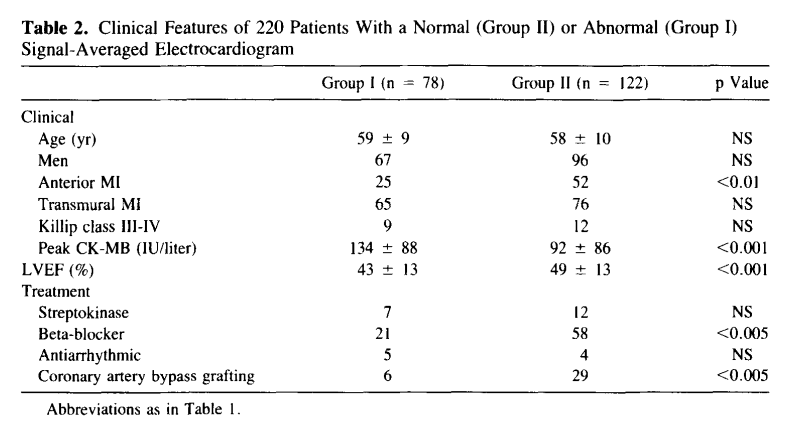 Table 2. Clinical Features of 220 Patients With a Normal (Group II) or Abnormal (Group I)
Signal-Averaged Electrocardiogram
Group I (n = 78) Group II (n = 122) p Value
Clinical
Age (yr) 59 ± 9 58 ± 10 NS
Men 67 96 NS
Anterior MI 25 52 <0.01
Transmural MI 65 76 NS
Killip class III-IV 9 12 NS
Peak CK-MB (IU/liter) 134 ± 88 92 ± 86 <0.001
LVEF (%) 43 ± 13 49 ± 13 <0.001
Treatment
Streptokinase 7 12 NS
Beta-blocker 21 58 <0.005
Antiarrhythmic 5 4 NS
Coronary artery bypass grafting 6 29 <0.005
Abbreviations as in Table 1.